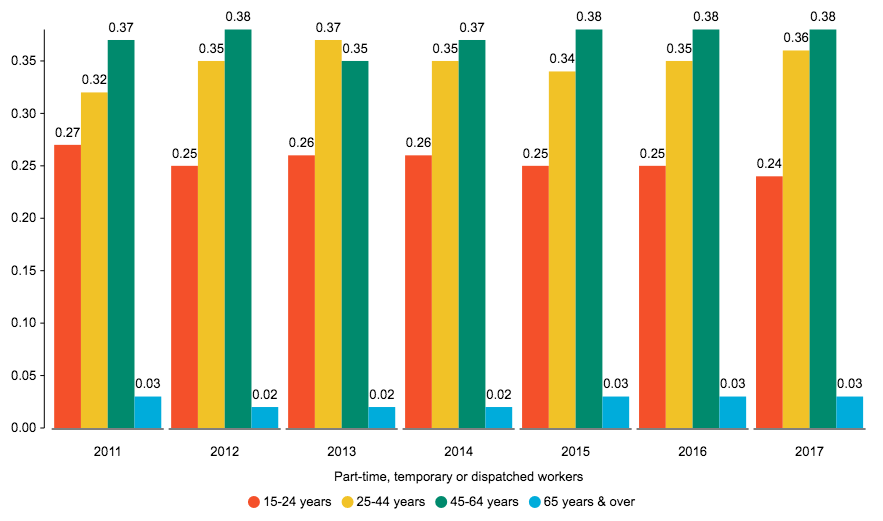 0.38 0.38 0.38 0.38
0.37 0.37 0.37
0.35 0.35 0.35 0.35 0.36
0.35 0.34
0.32
0.30
0.27 0.25 0.26 0.26 0.25 0.25 0.24
0.25
0.20
0.15
0.10
0.05 0.03 0.02 0.02 0.02 0.03 0.03 0.03
0.00
2011 2012 2013 2014 2015 2016 2017
Part-time, temporary or dispatched workers
15-24 years 25-44 years 45-64 years 65 years & over